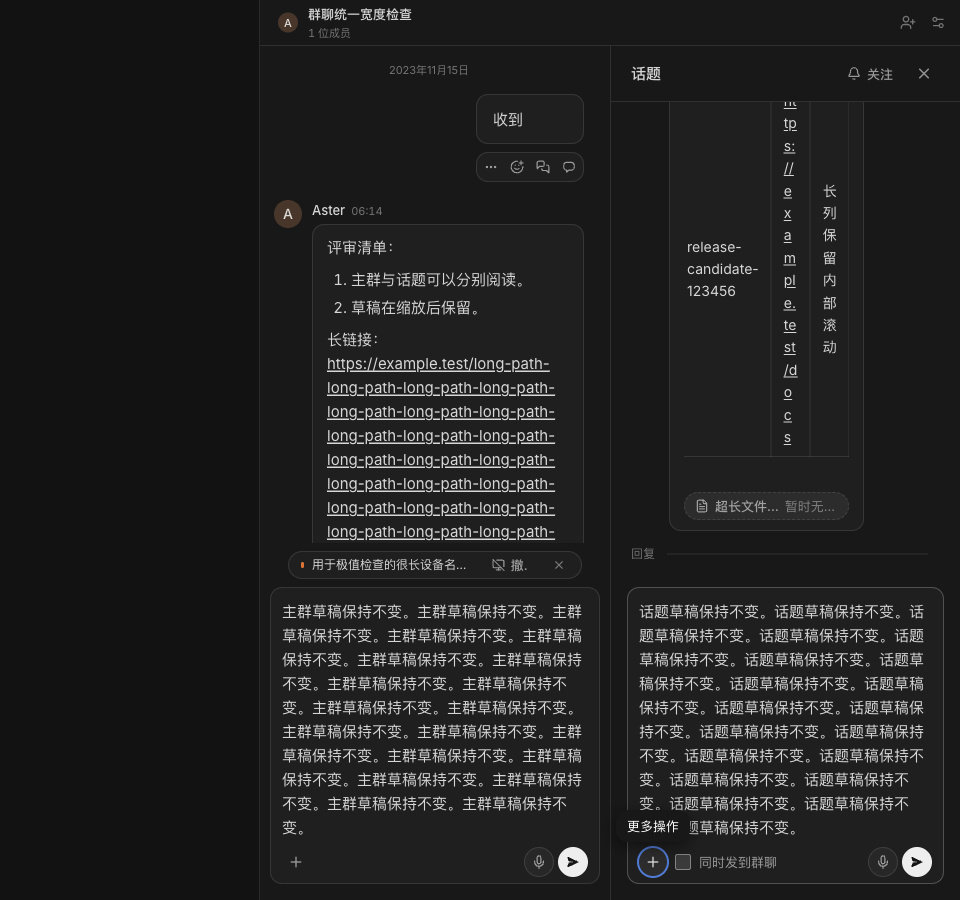 A
群聊统一宽度检查
1 位成员
2023年11月15日
收到
A
Aster 06:14
评审清单:
1. 主群与话题可以分别阅读。
2. 草稿在缩放后保留。
长链接:
https://example.test/long-path-
long-path-long-path-long-path-
long-path-long-path-long-path-
long-path-long-path-long-path-
long-path-long-path-long-path-
long-path-long-path-long-path-
long-path-long-path-long-path-
long-path-long-path-long-path-
用于极值检查的很长设备名...
撤.
主群草稿保持不变。主群草稿保持不变。主群
草稿保持不变。主群草稿保持不变。主群草稿
保持不变。主群草稿保持不变。主群草稿保持
不变。主群草稿保持不变。主群草稿保持不
变。主群草稿保持不变。主群草稿保持不变。
主群草稿保持不变。主群草稿保持不变。主群
草稿保持不变。主群草稿保持不变。主群草稿
保持不变。主群草稿保持不变。主群草稿保持
不变。主群草稿保持不变。主群草稿保持不
变。
话题
关注
release-
candidate-
123456
tp
s:
//
e
x
a
m
pl
e.
te
st
/d
o
c
s
长
列
保
留
内
部
滚
动
超长文件... 暂时无...
回复
话题草稿保持不变。话题草稿保持不变。话
题草稿保持不变。话题草稿保持不变。话题
草稿保持不变。话题草稿保持不变。话题草
稿保持不变。话题草稿保持不变。话题草稿
保持不变。话题草稿保持不变。话题草稿保
持不变。话题草稿保持不变。话题草稿保持
不变。话题草稿保持不变。话题草稿保持不
变。话题草稿保持不变。话题草稿保持不
变。话题草稿保持不变。话题草稿保持不
题草稿保持不变。
更多操作
同时发到群聊